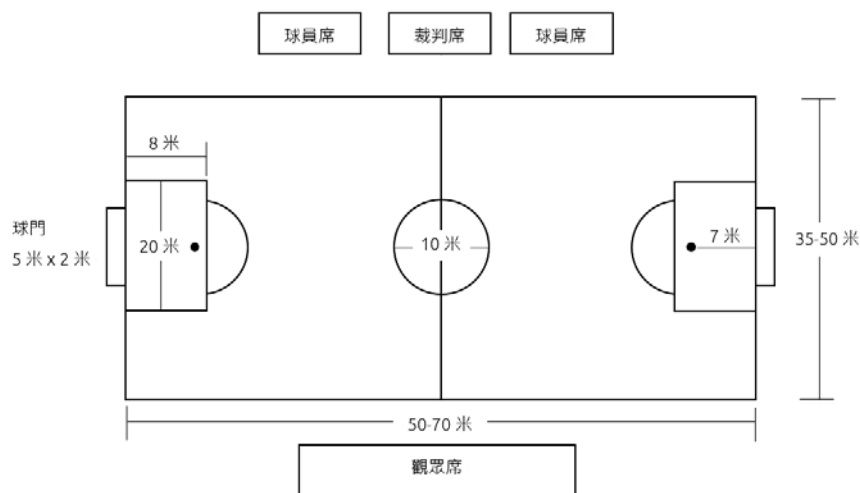 球員席
裁判席
球員席
8 米
球門
5 米 x 2 米
20 米
10 米
7 米
35-50 米
50-70 米
觀眾席